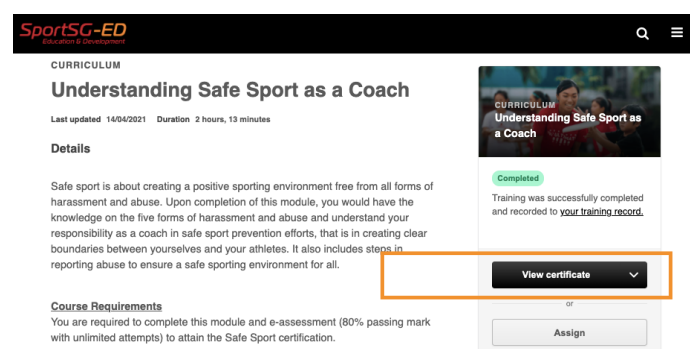 SportSG-ED
Education & Development
CURRICULUM
Understanding Safe Sport as a Coach
Last updated 14/04/2021 Duration 2 hours, 13 minutes
Details
Safe sport is about creating a positive sporting environment free from all forms of
harassment and abuse. Upon completion of this module, you would have the
knowledge on the five forms of harassment and abuse and understand your
responsibility as a coach in safe sport prevention efforts, that is in creating clear
boundaries between yourselves and your athletes. It also includes steps in
reporting abuse to ensure a safe sporting environment for all.
Course Requirements
You are required to complete this module and e-assessment (80% passing mark
with unlimited attempts) to attain the Safe Sport certification.
CURRICULUM
Understanding Safe Sport as
a Coach
Completed
Training was successfully completed
and recorded to your training record.
View certificate
or
Assign